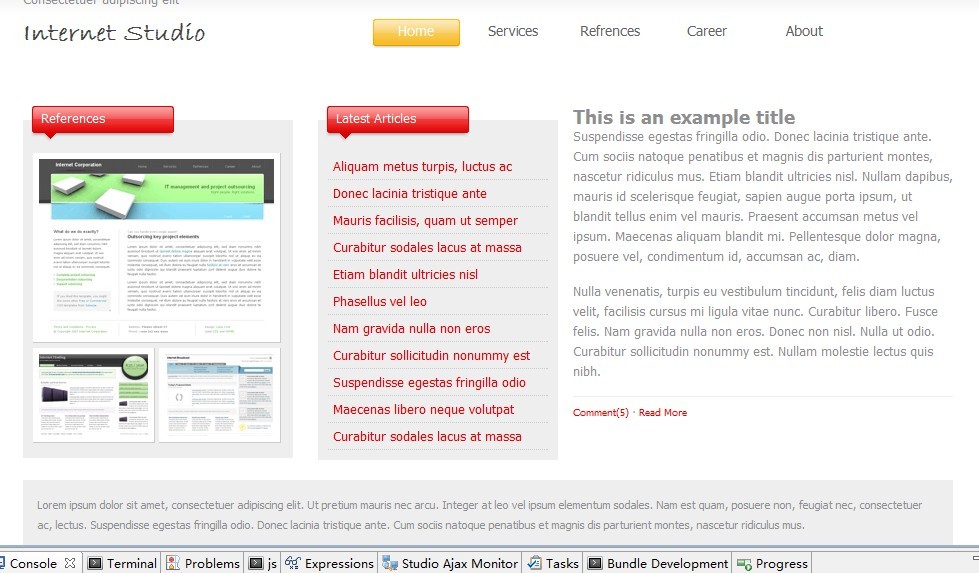 Consectetuer adipiscing elit
Internet Studio
Home
Services
Refrences
Career
About
References
Internet Corporation
IT management and project outsourcing
What do we do exactly?
Outsourcing key project elements
Latest Articles
Aliquam metus turpis, luctus ac
Donec lacinia tristique ante
Mauris facilisis, quam ut semper
Curabitur sodales lacus at massa
Etiam blandit ultricies nisl
Phasellus vel leo
Nam gravida nulla non eros
Curabitur sollicitudin nonummy est
Suspendisse egestas fringilla odio
Maecenas libero neque volutpat
Curabitur sodales lacus at massa
This is an example title
Suspendisse egestas fringilla odio. Donec lacinia tristique ante.
Cum sociis natoque penatibus et magnis dis parturient montes,
nascetur ridiculus mus. Etiam blandit ultricies nisl. Nullam dapibus,
mauris id scelerisque feugiat, sapien augue porta ipsum, ut
blandit tellus enim vel mauris. Praesent accumsan metus vel
ipsum. Maecenas aliquam blandit mi. Pellentesque dolor magna,
posuere vel, condimentum id, accumsan ac, diam.
Nulla venenatis, turpis eu vestibulum tincidunt, felis diam luctus
velit, facilisis cursus mi ligula vitae nunc. Curabitur libero. Fusce
felis. Nam gravida nulla non eros. Donec non nisl. Nulla ut odio.
Curabitur sollicitudin nonummy est. Nullam molestie lectus quis
nibh.
Comment(5) · Read More
Lorem ipsum dolor sit amet, consectetuer adipiscing elit. Ut pretium mauris nec arcu. Integer at leo vel ipsum elementum sodales. Nam est quam, posuere non, feugiat nec, consectetuer
ac, lectus. Suspendisse egestas fringilla odio. Donec lacinia tristique ante. Cum sociis natoque penatibus et magnis dis parturient montes, nascetur ridiculus mus.
Console
Terminal
Problems
js
Expressions
Studio Ajax Monitor
Tasks
Bundle Development
Progress